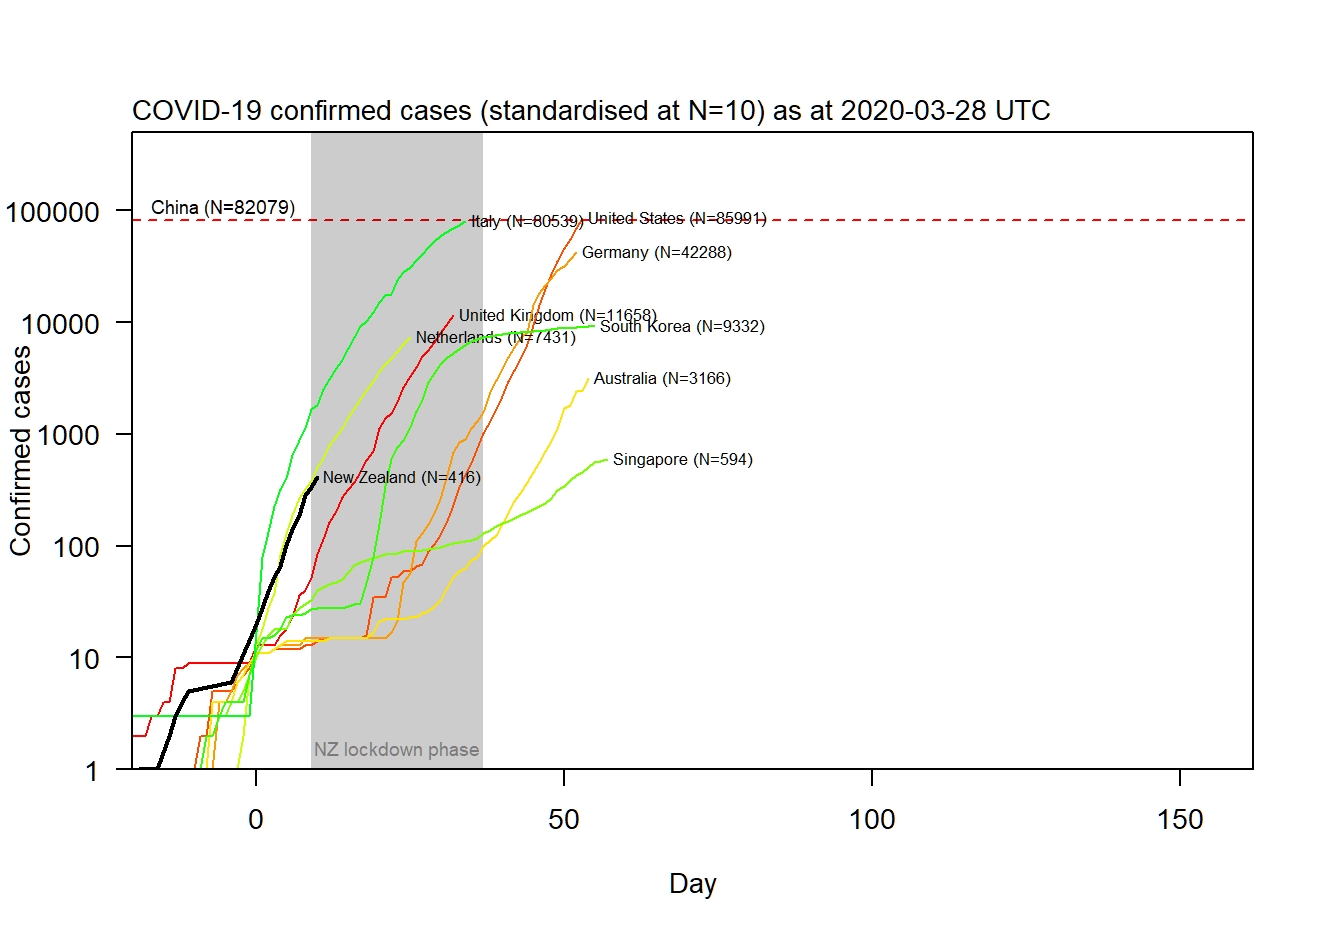 COVID-19 confirmed cases (standardised at N=10) as at 2020-03-28 UTC
China (N=82079)
Italy (N=80539)
United States (N=85991)
Germany (N=42288)
United Kingdom (N=11658)
South Korea (N=9332)
Netherlands (N=7431)
Australia (N=3166)
Singapore (N=594)
New Zealand (N=416)
NZ lockdown phase
Confirmed cases
100000
10000
1000
100
10
1
0
50
100
150
Day